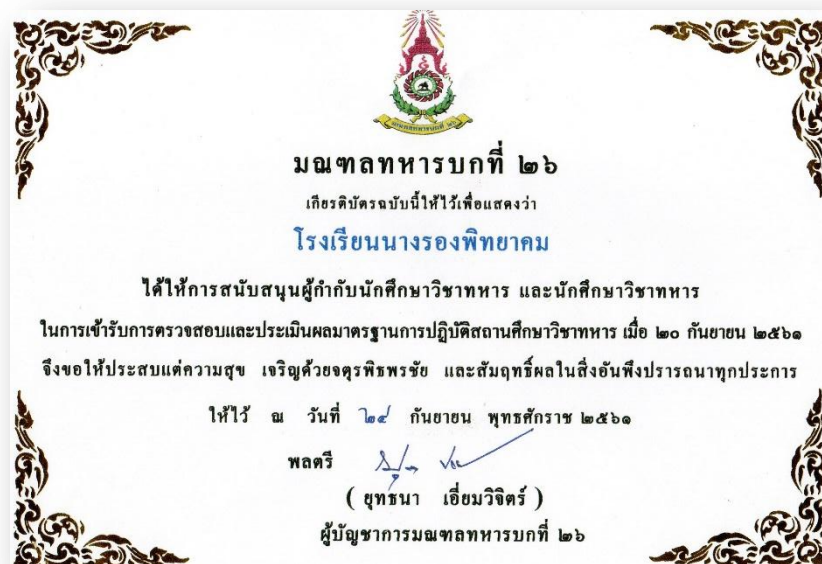 มณฑลทหารบกที่ ๒๖
มณฑลทหารบกที่ ๒๖
เกียรติบัตรฉบับนี้ให้ไว้เพื่อแสดงว่า
โรงเรียนนางรองพิทยาคม
ได้ให้การสนับสนุนผู้กำกับนักศึกษาวิชาทหาร และนักศึกษาวิชาทหาร
ในการเข้ารับการตรวจสอบและประเมินผลมาตรฐานการปฏิบัติสถานศึกษาวิชาทหาร เมื่อ ๒๐ กันยายน ๒๕๖๑
จึงขอให้ประสบแต่ความสุข เจริญด้วยจตุรพิธพรชัย และสัมฤทธิ์ผลในสิ่งอันพึงปรารถนาทุกประการ
ให้ไว้ ณ วันที่ ๒๔ กันยายน พุทธศักราช ๒๕๖๑
พลตรี
( ยุทธนา เอี่ยมวิจิตร์ )
ผู้บัญชาการมณฑลทหารบกที่ ๒๖